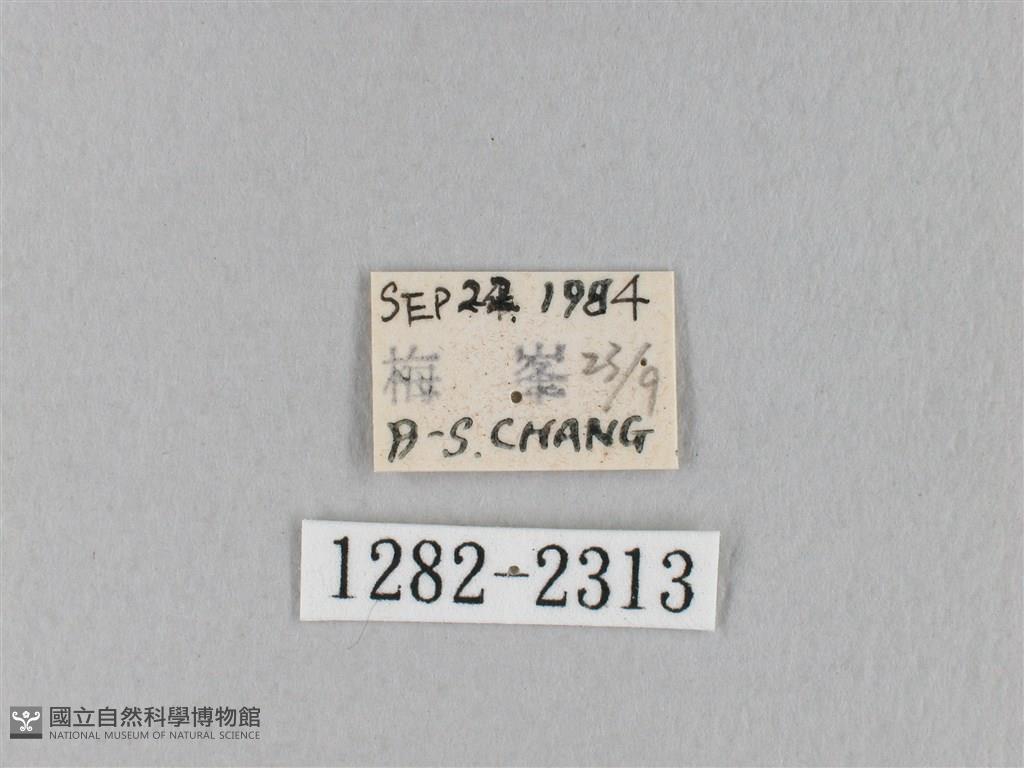 SEP 22. 1984
梅 峯 23/9
B-S. CHANG
1282-2313
國立自然科學博物館
NATIONAL MUSEUM OF NATURAL SCIENCE